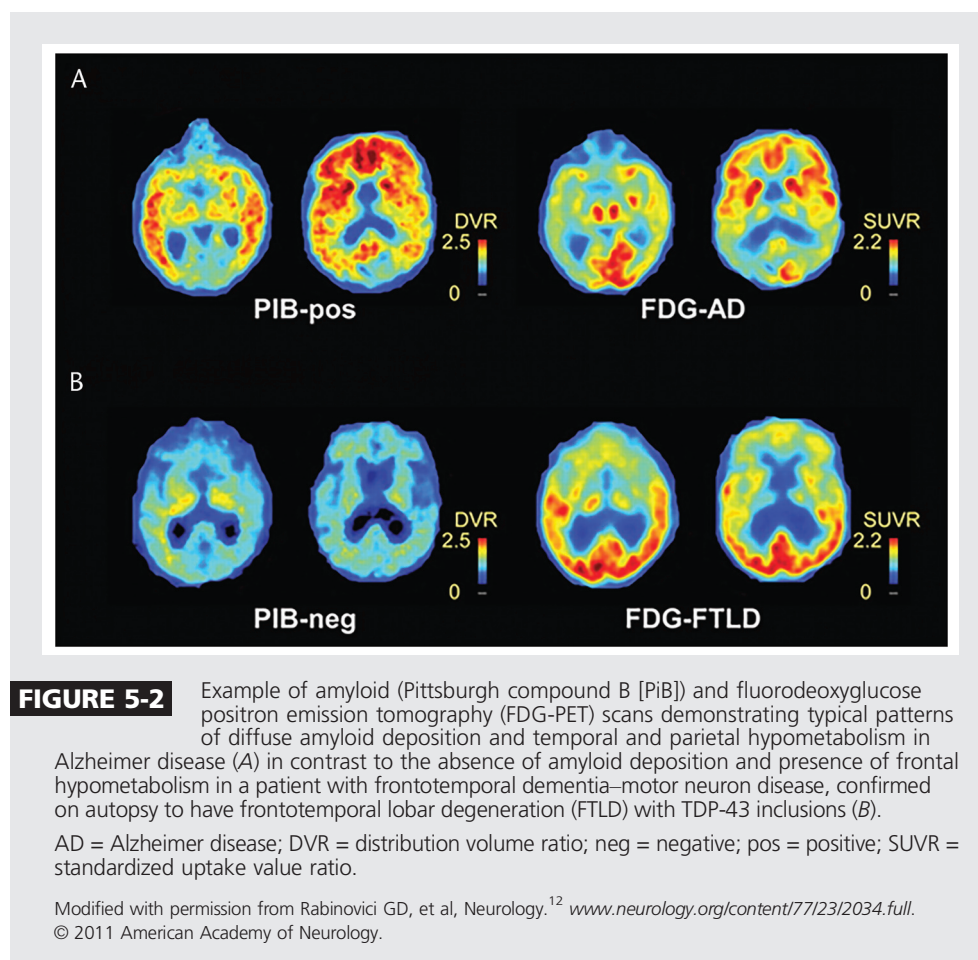 A
DVR
2.5
0
PIB-pos
SUVR
2.2
0
FDG-AD
B
DVR
2.5
0
PIB-neg
SUVR
2.2
0
FDG-FTLD
FIGURE 5-2 Example of amyloid (Pittsburgh compound B [PiB]) and fluorodeoxyglucose
positron emission tomography (FDG-PET) scans demonstrating typical patterns
of diffuse amyloid deposition and temporal and parietal hypometabolism in
Alzheimer disease (A) in contrast to the absence of amyloid deposition and presence of frontal
hypometabolism in a patient with frontotemporal dementia–motor neuron disease, confirmed
on autopsy to have frontotemporal lobar degeneration (FTLD) with TDP-43 inclusions (B).
AD = Alzheimer disease; DVR = distribution volume ratio; neg = negative; pos = positive; SUVR =
standardized uptake value ratio.
Modified with permission from Rabinovici GD, et al, Neurology.12 www.neurology.org/content/77/23/2034.full.
© 2011 American Academy of Neurology.